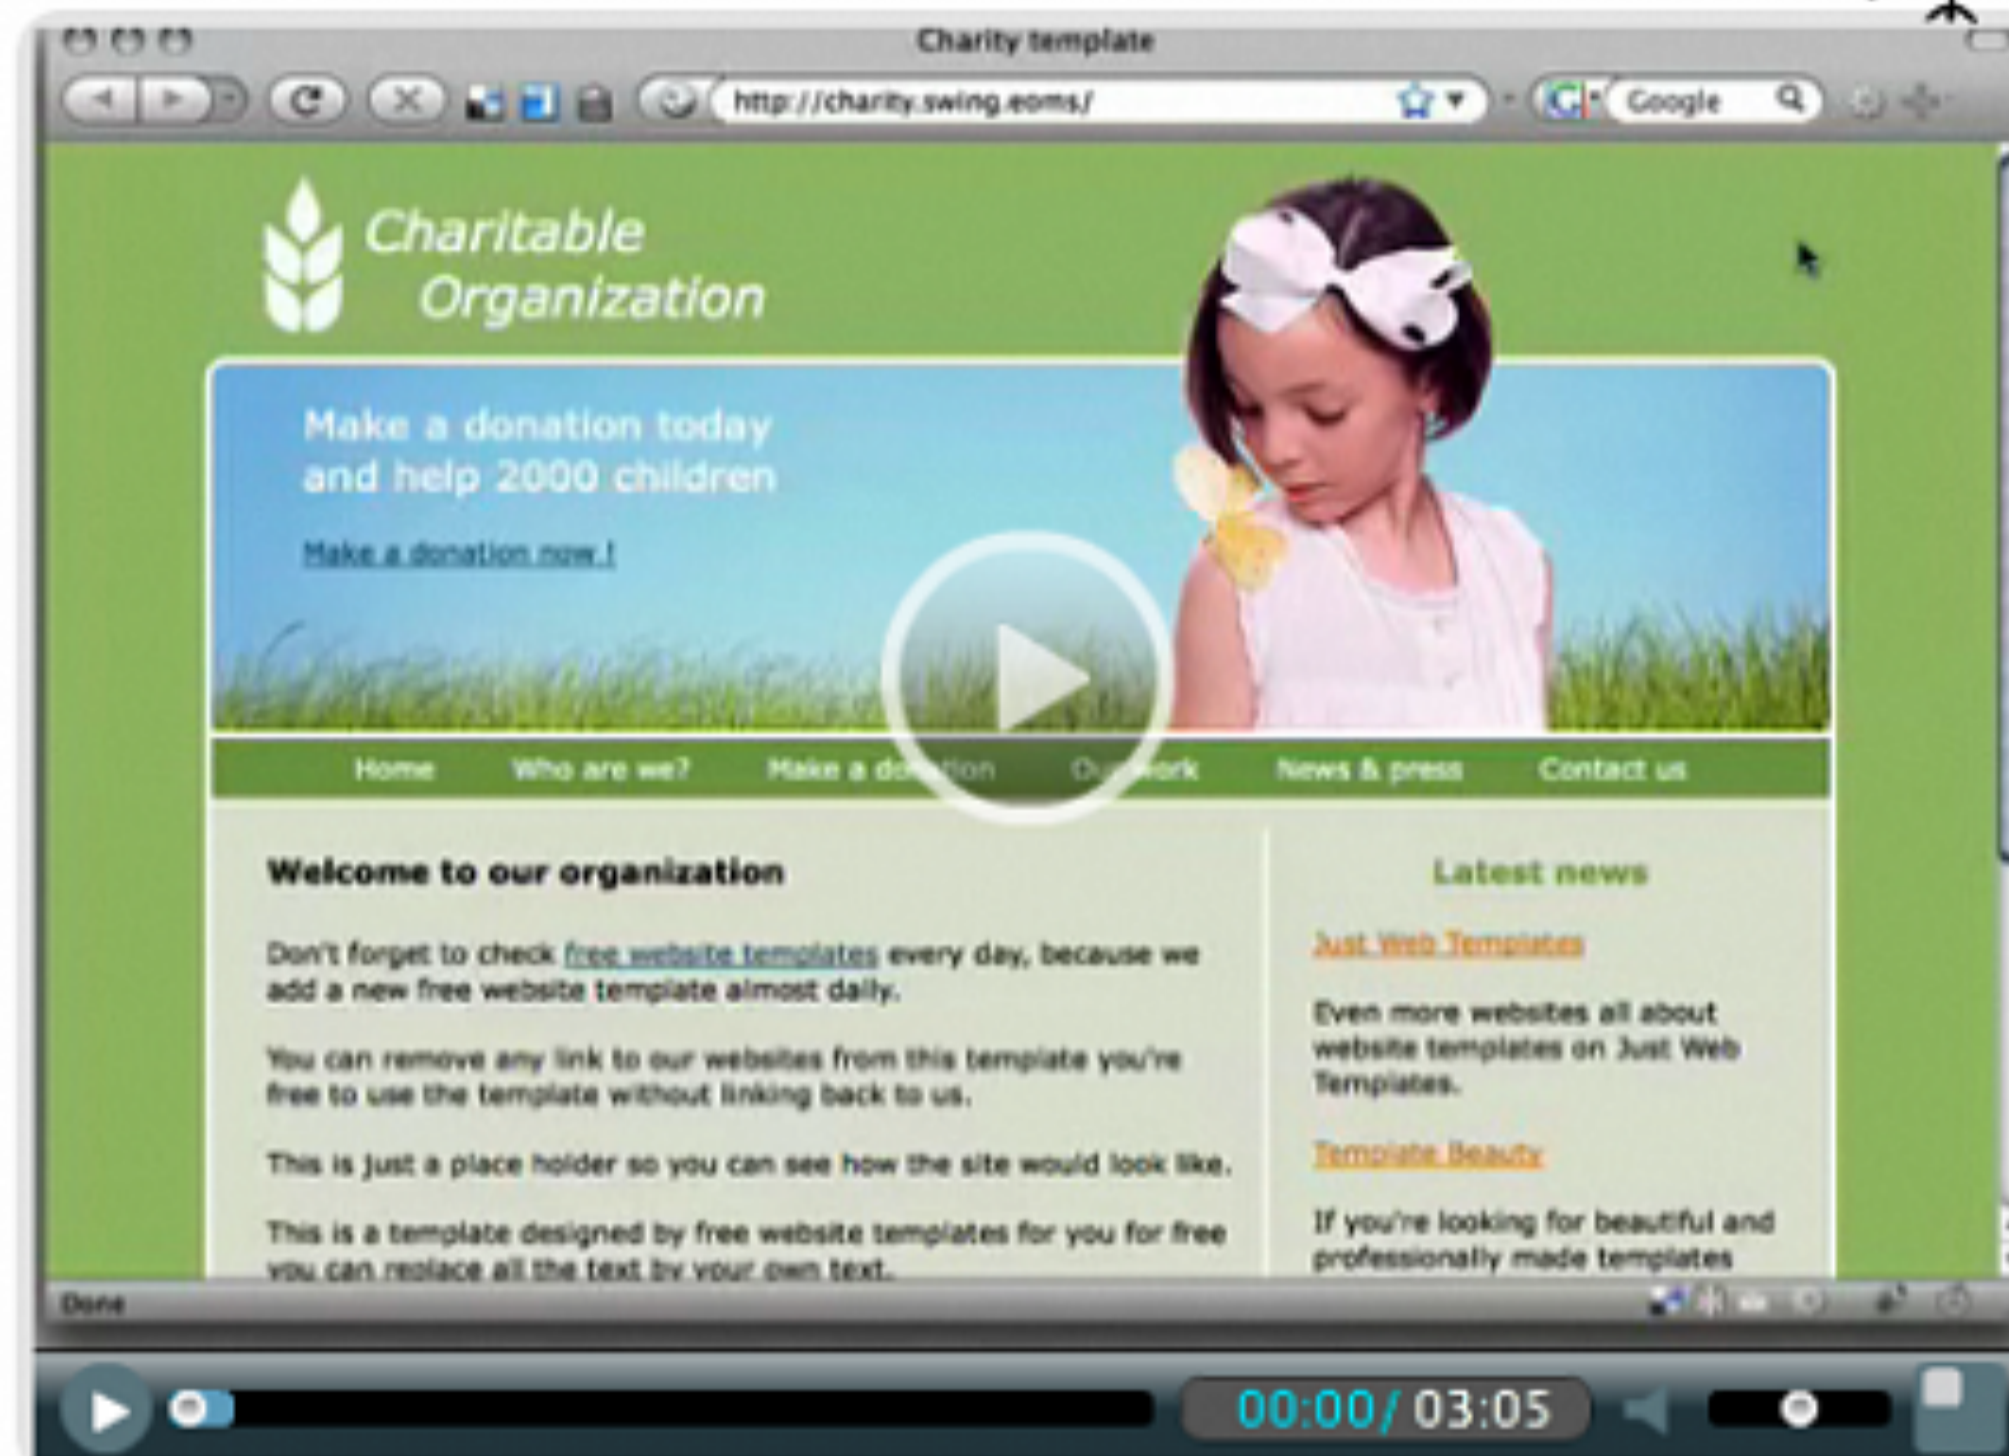 Charity template
http://charity.swing.eoms/
Google
Charitable
Organization
Make a donation today
and help 2000 children
Make a donation now !
Home Who are we? Make a donation Our work News & press Contact us
Welcome to our organization
Don't forget to check free website templates every day, because we
add a new free website template almost daily.
You can remove any link to our websites from this template you're
free to use the template without linking back to us.
This is just a place holder so you can see how the site would look like.
This is a template designed by free website templates for you for free
you can replace all the text by your own text.
Latest news
Just Web Templates
Even more websites all about
website templates on Just Web
Templates.
Template Beauty
If you're looking for beautiful and
professionally made templates
Done
00:00/ 03:05